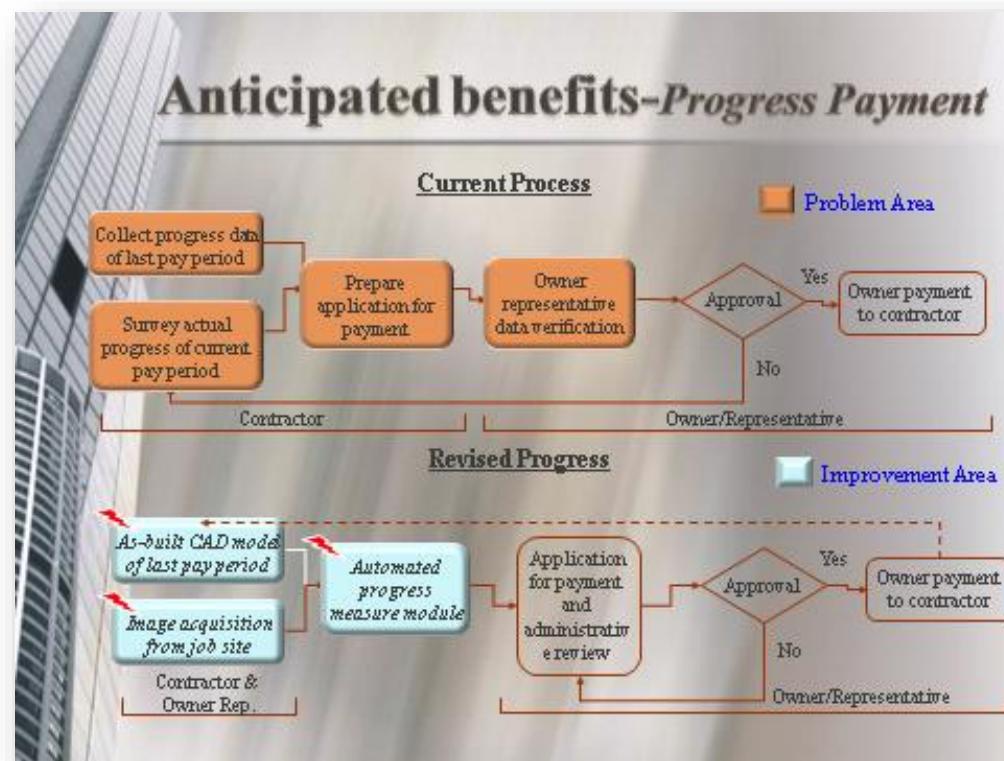 Anticipated benefits-Progress Payment
Current Process
Problem Area
Collect progress data
of last pay period
Survey actual
progress of current
pay period
Prepare
application for
payment
Owner
representative
data verification
Approval
Yes
Owner payment
to contractor
No
Contractor
Owner/Representative
Revised Progress
Improvement Area
As-built CAD model
of last pay period
Image acquisition
from job site
Automated
progress
measure module
Application
for payment
and
administrativ
e review
Approval
Yes
Owner payment
to contractor
No
Contractor &
Owner Rep.
Owner/Representative